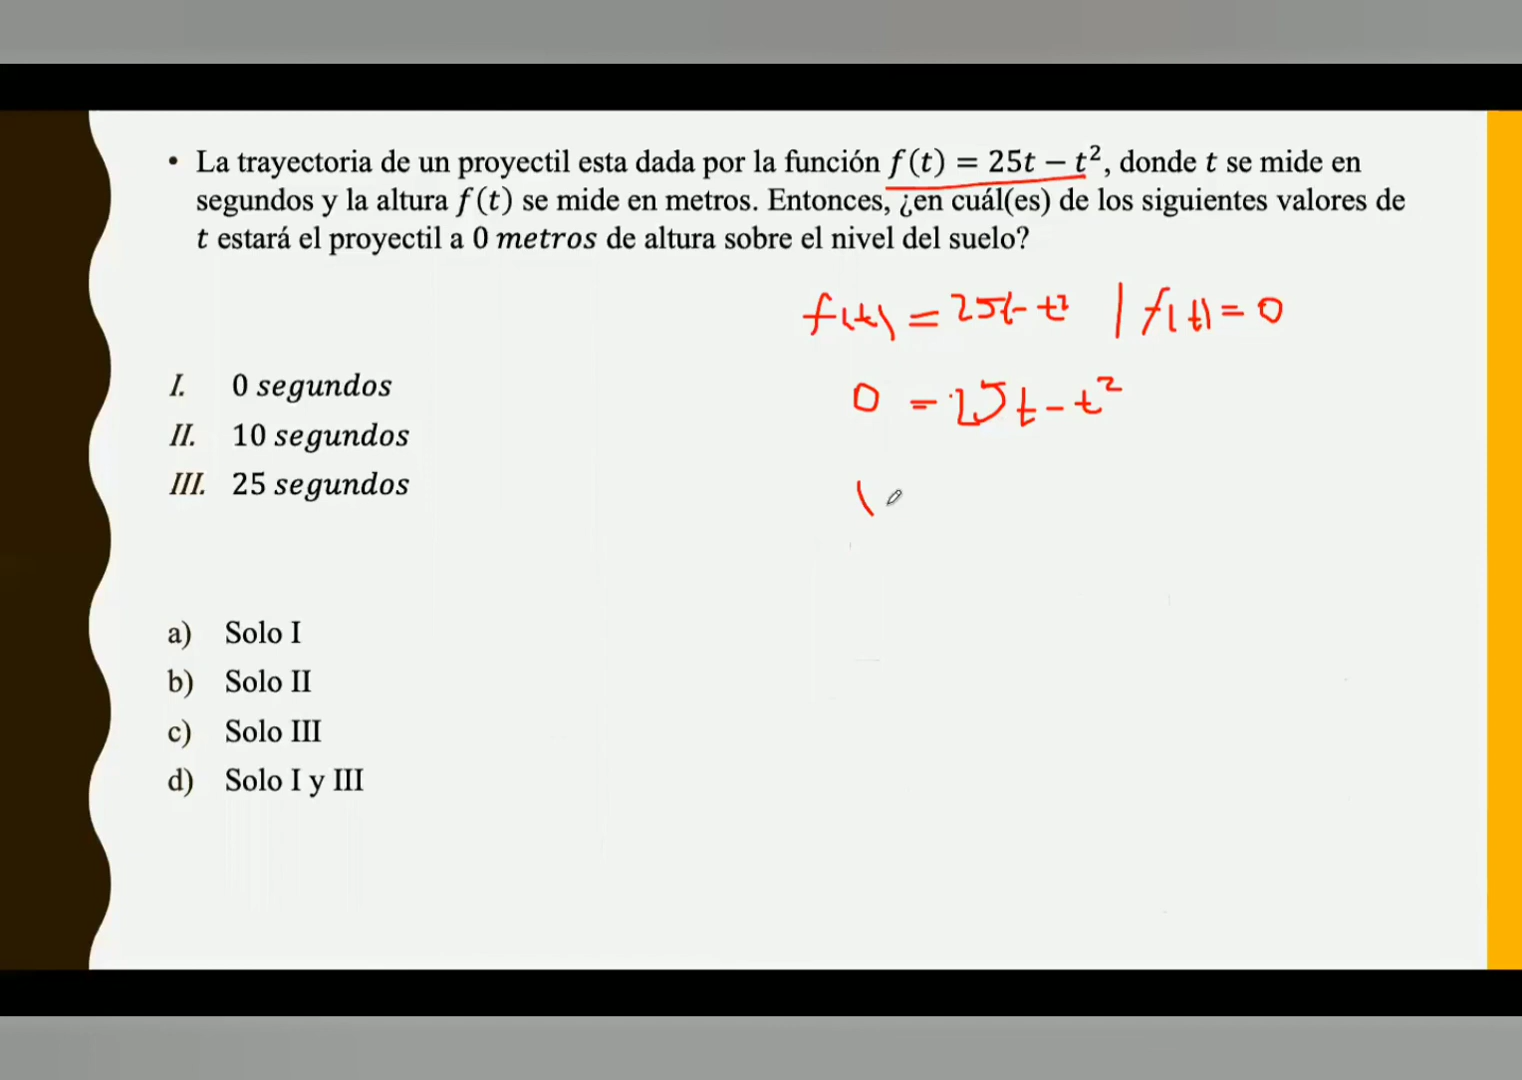 • La trayectoria de un proyectil esta dada por la función f(t) = 25t − t², donde t se mide en
segundos y la altura f(t) se mide en metros. Entonces, ¿en cuál(es) de los siguientes valores de
t estará el proyectil a 0 metros de altura sobre el nivel del suelo?
f(t) = 25t - t² | f(t) = 0
0 = 25t - t²
I. 0 segundos
II. 10 segundos
III. 25 segundos
a) Solo I
b) Solo II
c) Solo III
d) Solo I y III